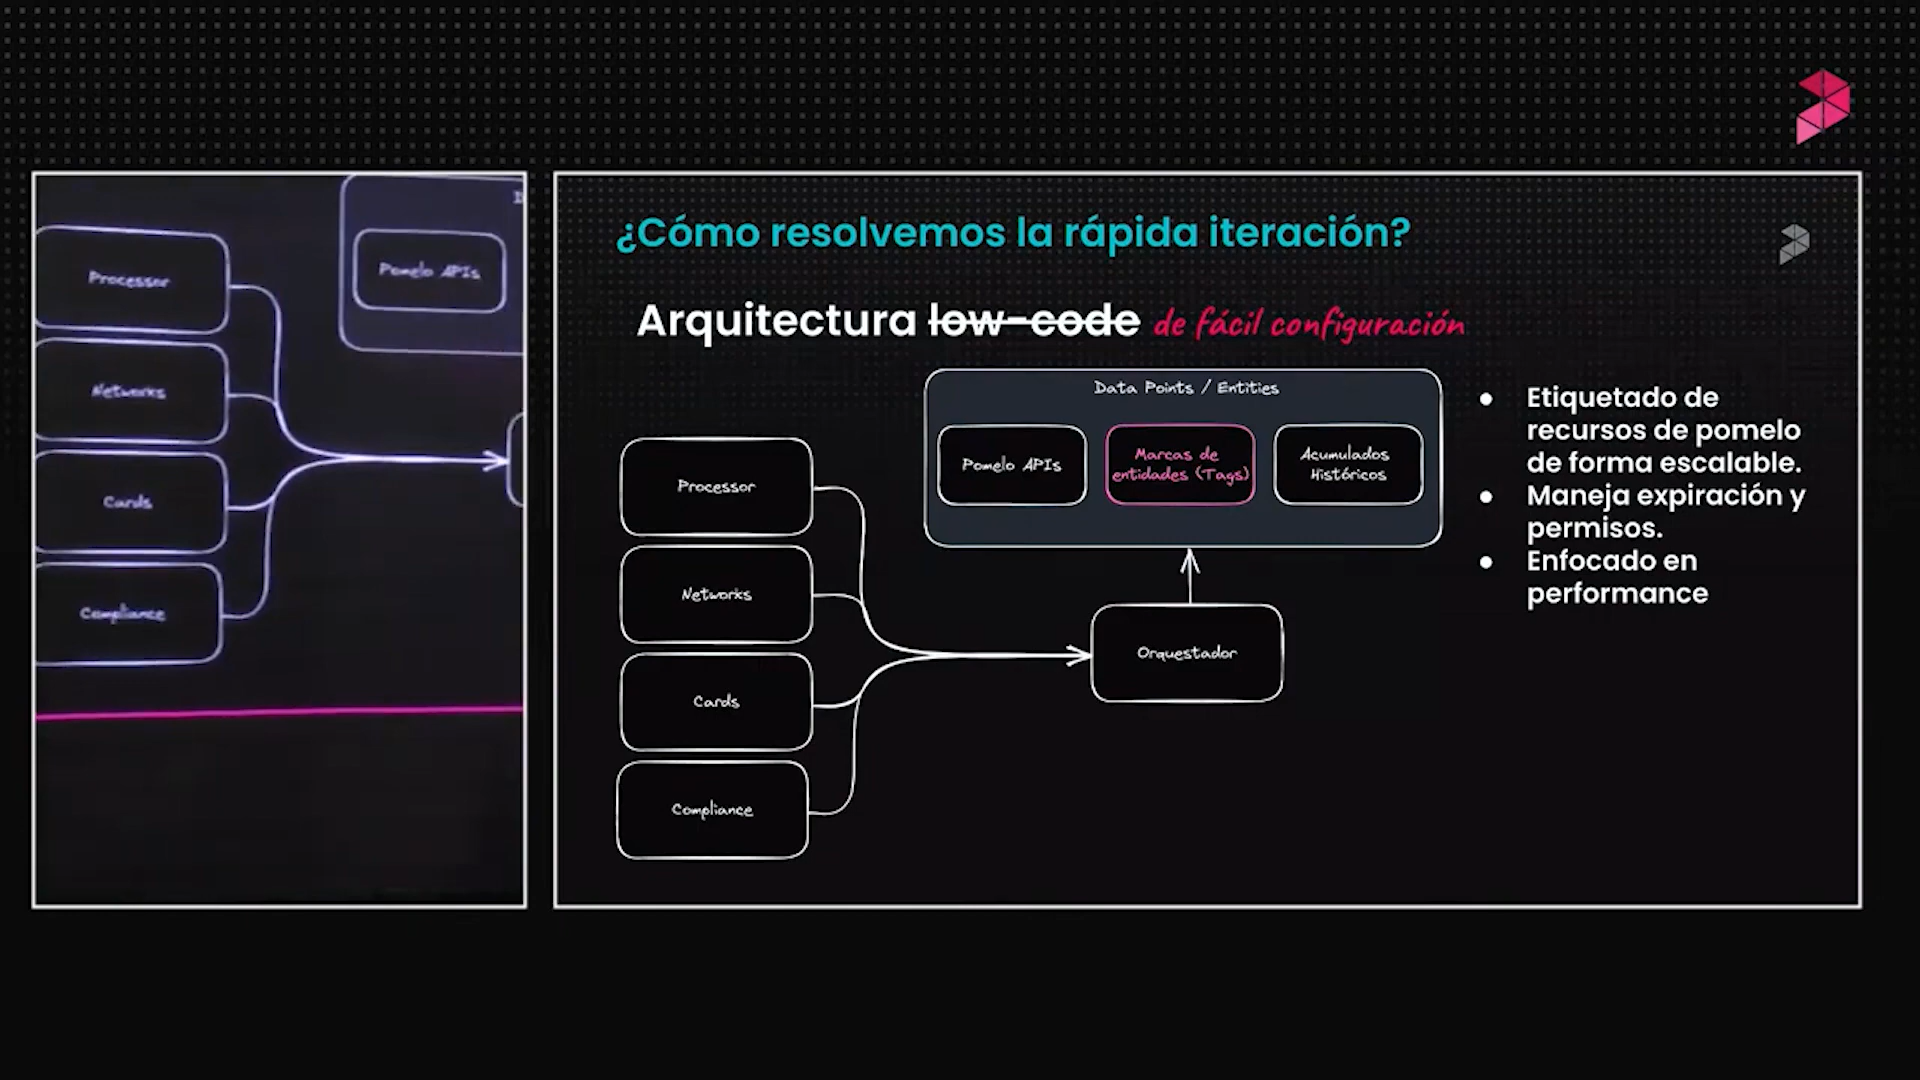 Processor
Networks
Cards
Compliance
Pomelo APIs
¿Cómo resolvemos la rápida iteración?
Arquitectura low-code de fácil configuración
Data Points / Entities
Pomelo APIs
Marcas de
entidades (Tags)
Acumulados
Históricos
Processor
Networks
Cards
Compliance
Orquestador
Etiquetado de
recursos de pomelo
de forma escalable.
Maneja expiración y
permisos.
Enfocado en
performance